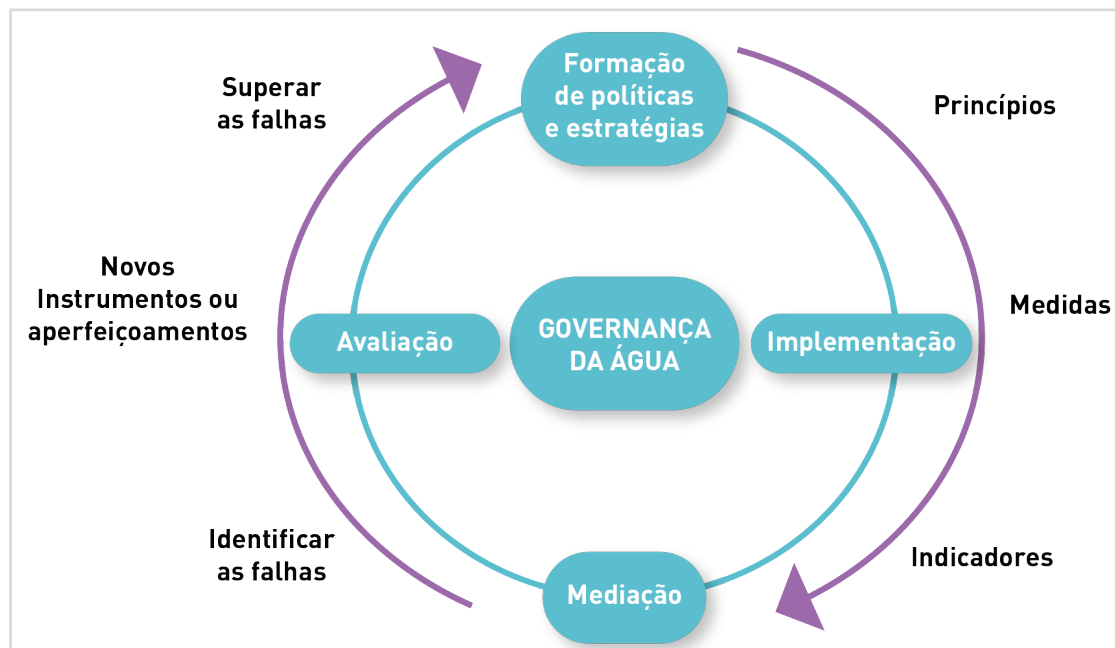 Formação
de políticas
e estratégias
Superar
as falhas
Princípios
Novos
Instrumentos ou
aperfeiçoamentos
Avaliação
GOVERNANÇA
DA ÁGUA
Implementação
Medidas
Identificar
as falhas
Mediação
Indicadores